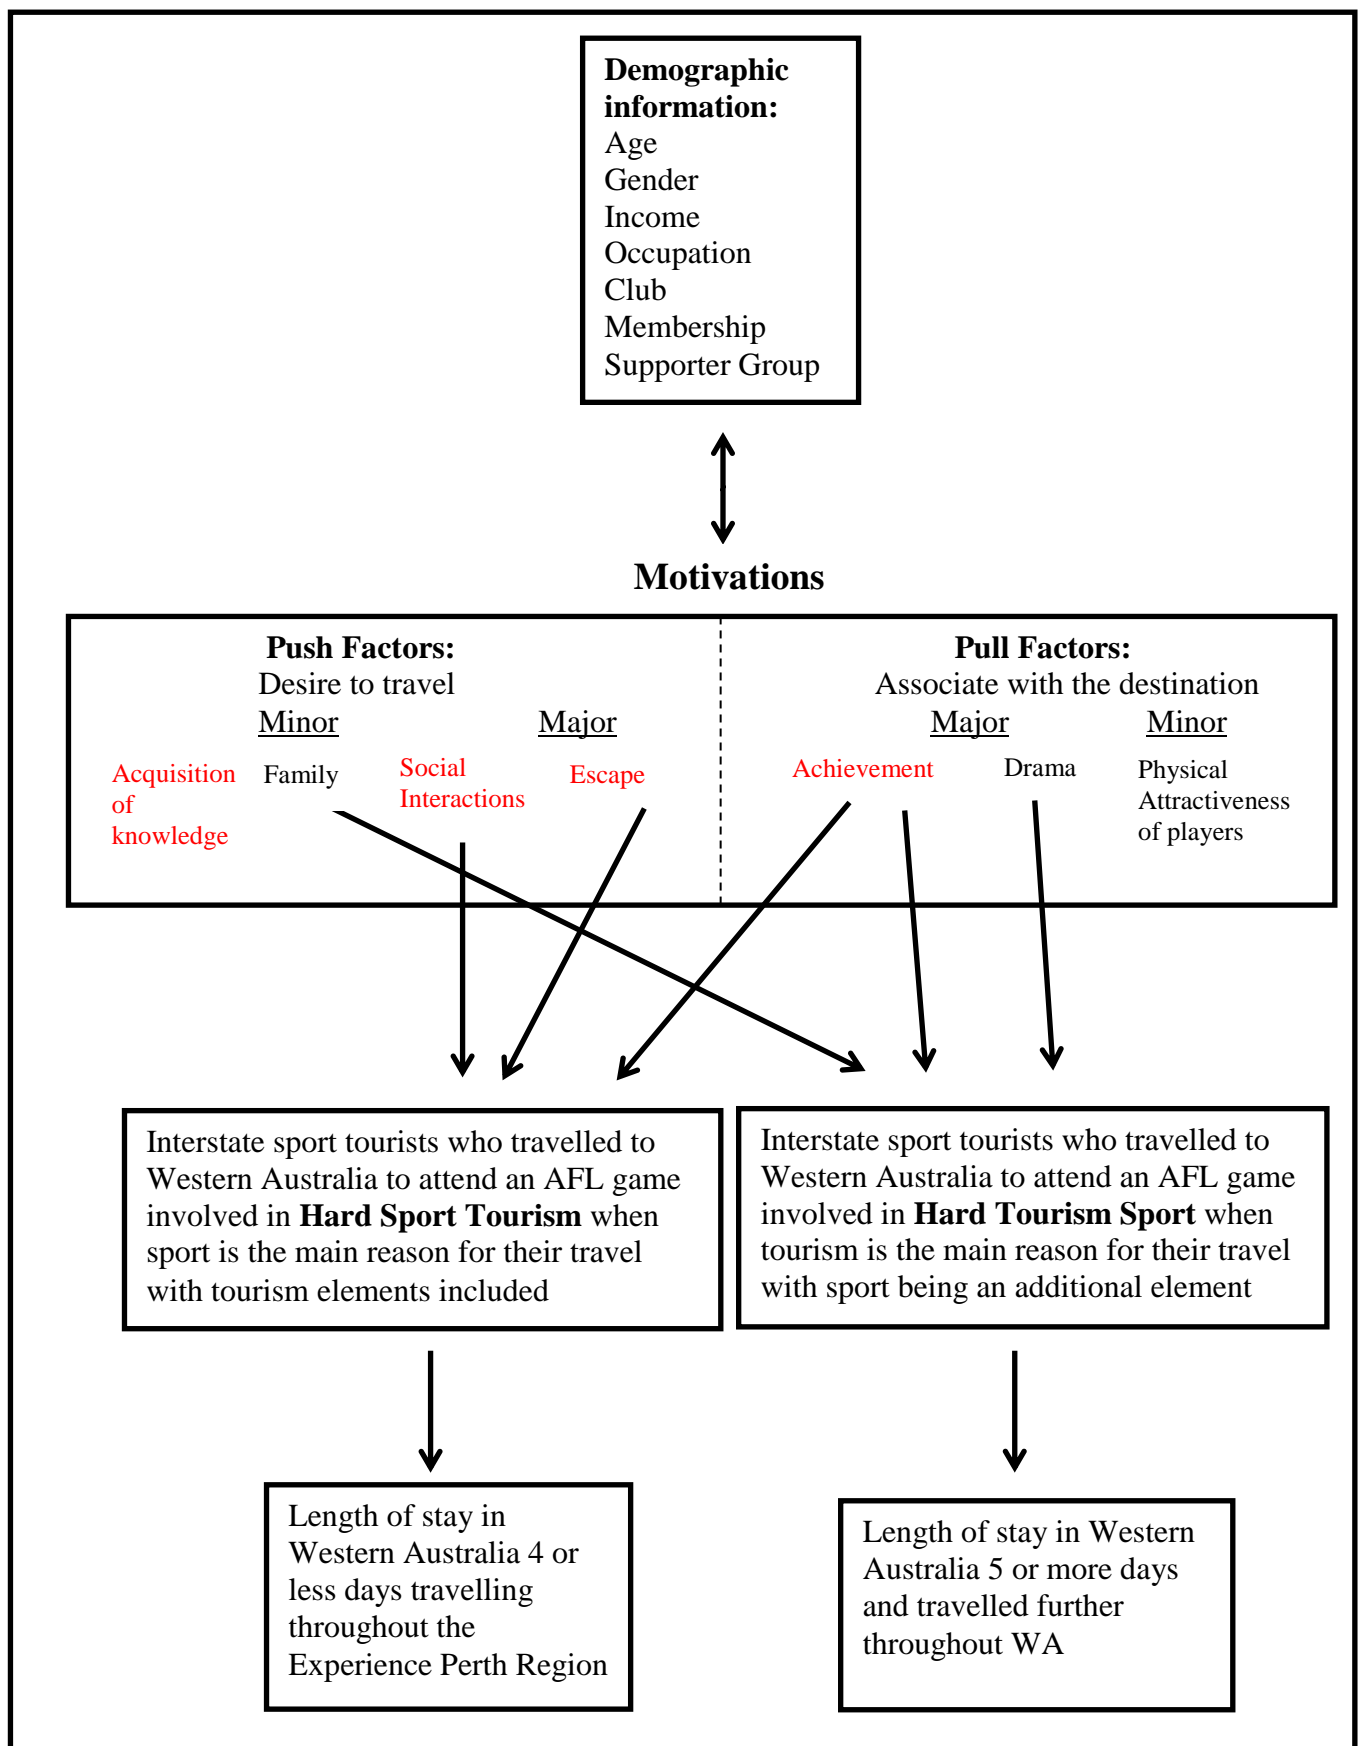 Demographic
information:
Age
Gender
Income
Occupation
Club
Membership
Supporter Group
Motivations
Push Factors:
Desire to travel
Minor
Major
Acquisition
of
knowledge
Family
Social
Interactions
Escape
Pull Factors:
Associate with the destination
Major
Minor
Achievement
Drama
Physical
Attractiveness
of players
Interstate sport tourists who travelled to
Western Australia to attend an AFL game
involved in Hard Sport Tourism when
sport is the main reason for their travel
with tourism elements included
Interstate sport tourists who travelled to
Western Australia to attend an AFL game
involved in Hard Tourism Sport when
tourism is the main reason for their travel
with sport being an additional element
Length of stay in
Western Australia 4 or
less days travelling
throughout the
Experience Perth Region
Length of stay in Western
Australia 5 or more days
and travelled further
throughout WA